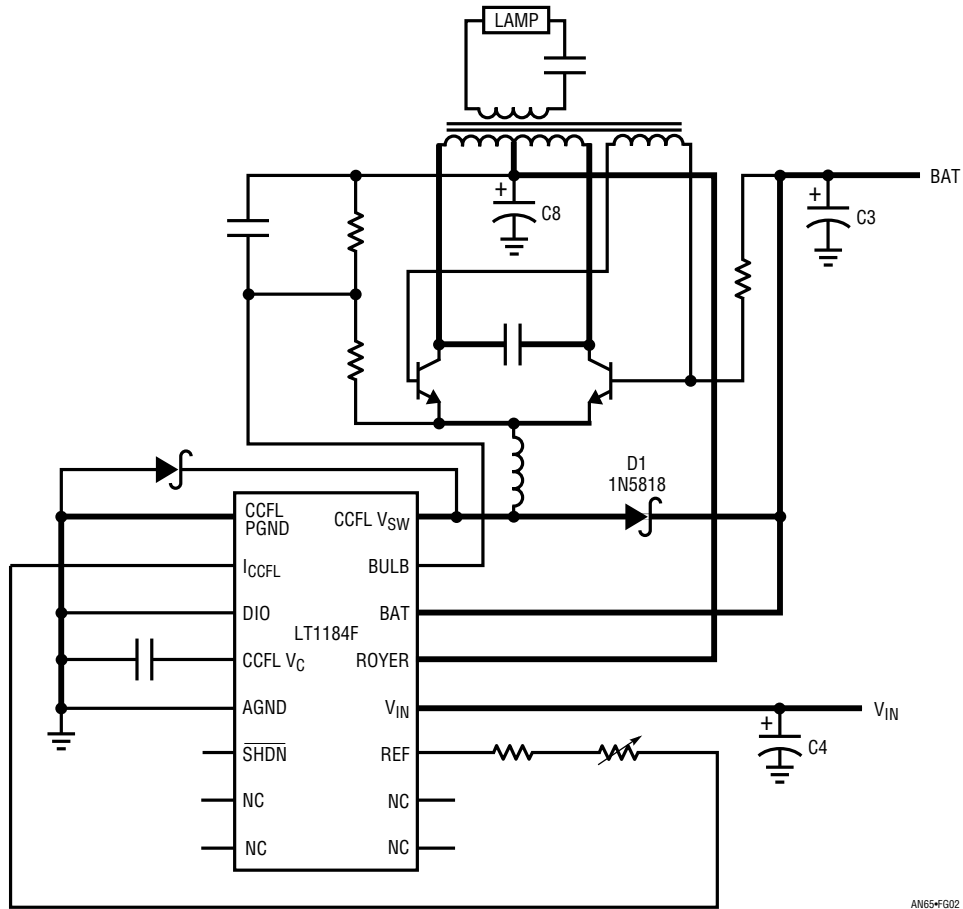 LAMP
BAT
+
C8
+
C3
D1
1N5818
CCFL
PGND
CCFL VSW
ICCFL
BULB
DIO
BAT
LT1184F
CCFL VC
ROYER
AGND
VIN
VIN
+
C4
SHDN
REF
NC
NC
NC
NC
AN65•FG02